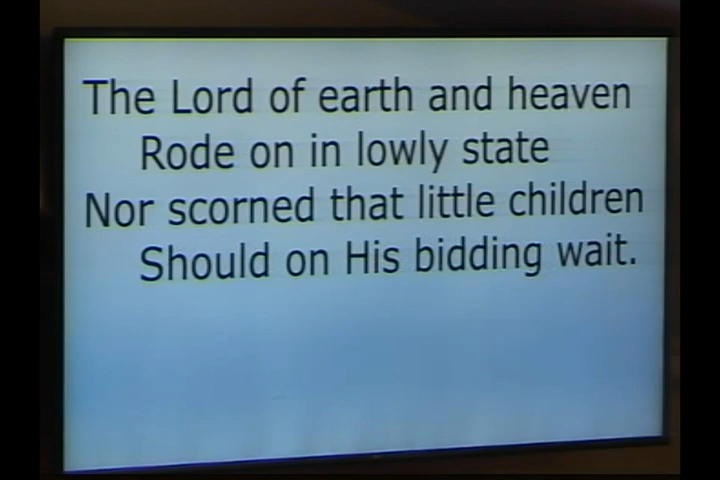 The Lord of earth and heaven
Rode on in lowly state
Nor scorned that little children
Should on His bidding wait.